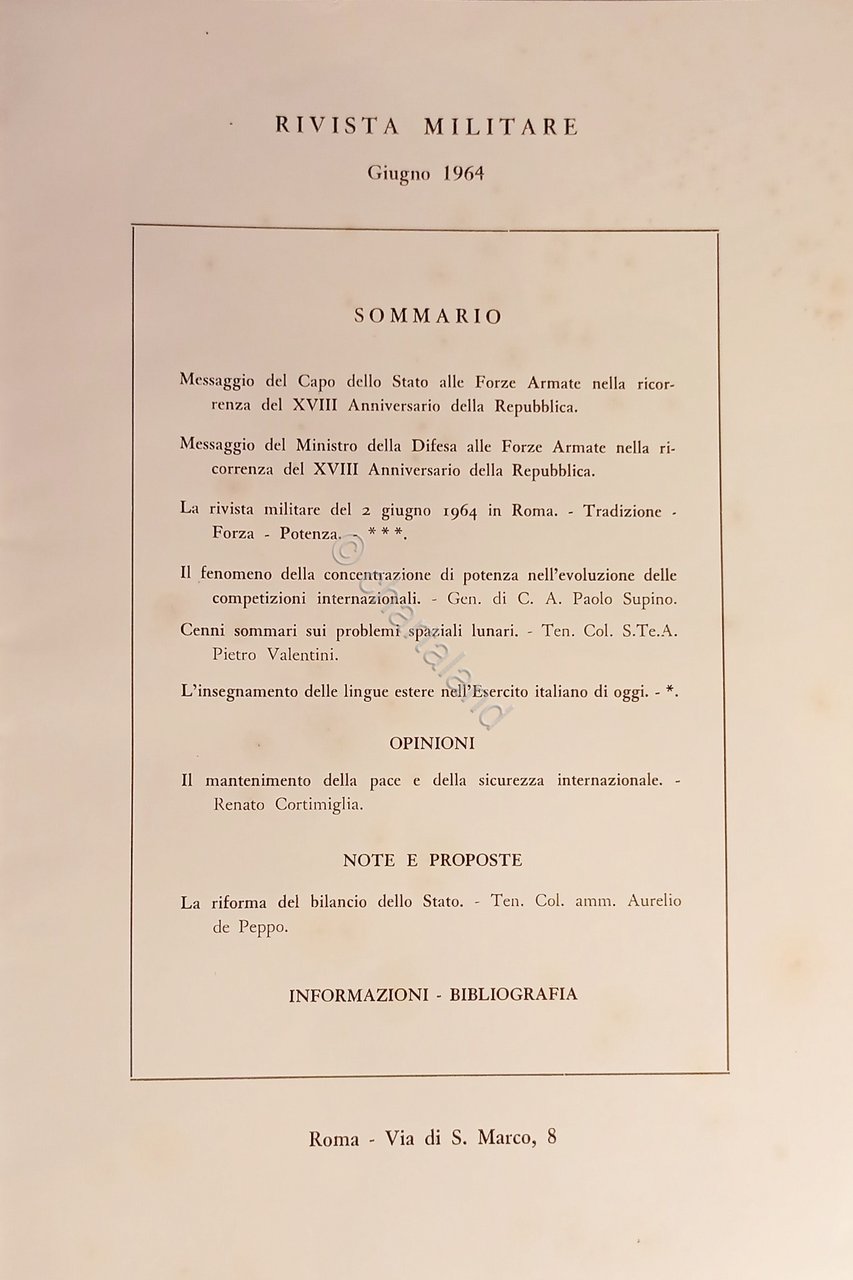 RIVISTA MILITARE
Giugno 1964
SOMMARIO
Messaggio del Capo dello Stato alle Forze Armate nella ricor-
renza del XVIII Anniversario della Repubblica.
Messaggio del Ministro della Difesa alle Forze Armate nella ri-
correnza del XVIII Anniversario della Repubblica.
La rivista militare del 2 giugno 1964 in Roma. - Tradizione -
Forza - Potenza. - * * *.
Il fenomeno della concentrazione di potenza nell'evoluzione delle
competizioni internazionali. - Gen. di C. A. Paolo Supino.
Cenni sommari sui problemi spaziali lunari. - Ten. Col. S.Te.A.
Pietro Valentini.
L'insegnamento delle lingue estere nell'Esercito italiano di oggi. - *.
OPINIONI
Il mantenimento della pace e della sicurezza internazionale. -
Renato Cortimiglia.
NOTE E PROPOSTE
La riforma del bilancio dello Stato. - Ten. Col. amm. Aurelio
de Peppo.
INFORMAZIONI - BIBLIOGRAFIA
Roma - Via di S. Marco, 8
© chartaland